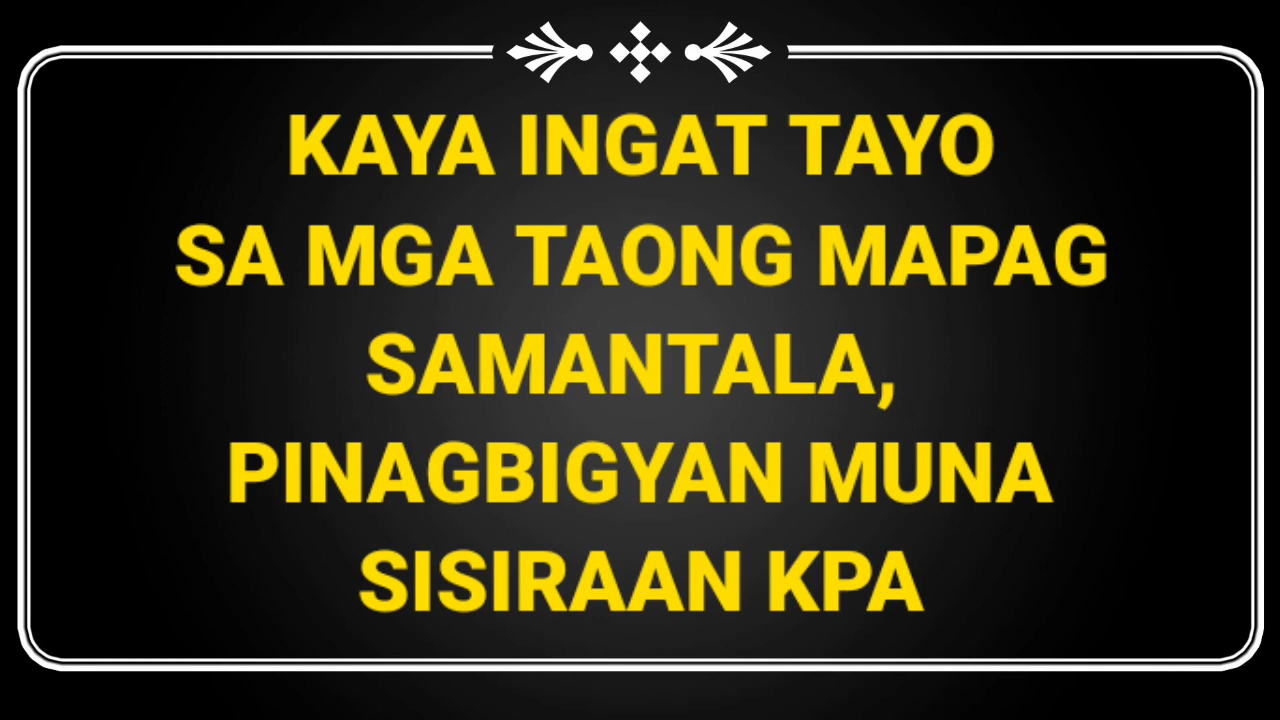 KAYA INGAT TAYO
SA MGA TAONG MAPAG
SAMANTALA,
PINAGBIGYAN MUNA
SISIRAAN KPA